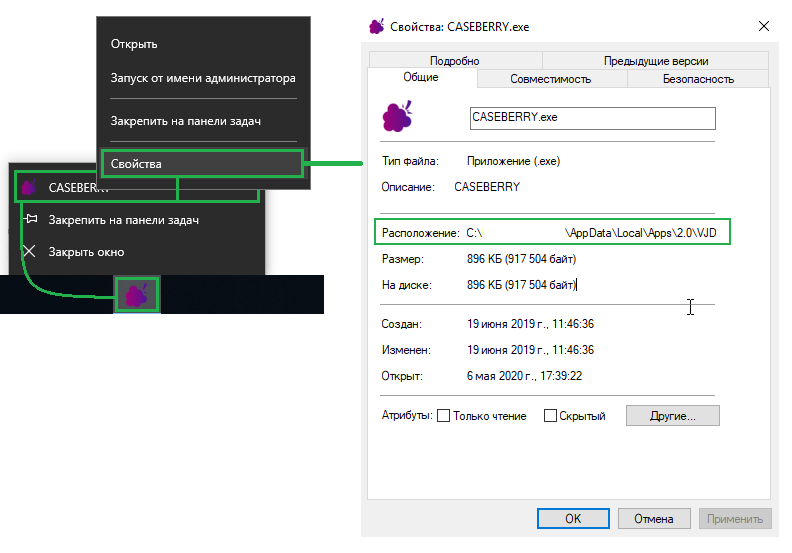 Открыть
Запуск от имени администратора
Закрепить на панели задач
Свойства
CASEBERRY
Закрепить на панели задач
Закрыть окно
Свойства: CASEBERRY.exe
Подробно
Предыдущие версии
Общие
Совместимость
Безопасность
CASEBERRY.exe
Тип файла: Приложение (.exe)
Описание: CASEBERRY
Расположение: C:\ \AppData\Local\Apps\2.0\VJD
Размер: 896 КБ (917 504 байт)
На диске: 896 КБ (917 504 байт)
Создан: 19 июня 2019 г., 11:46:36
Изменен: 19 июня 2019 г., 11:46:36
Открыт: 6 мая 2020 г., 17:39:22
Атрибуты: Только чтение Скрытый Другие...
OK Отмена Применить